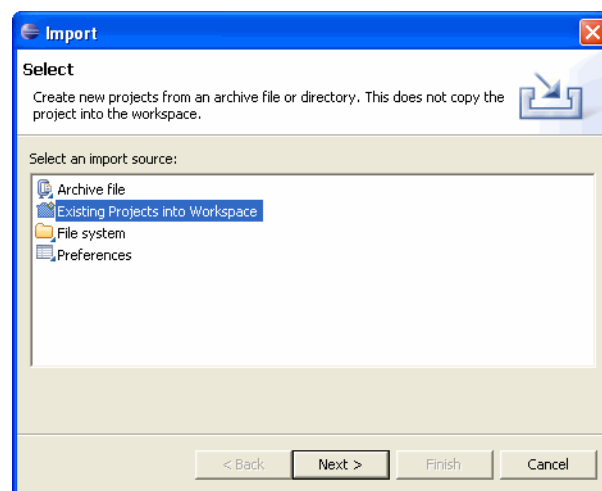 Import
Select
Create new projects from an archive file or directory. This does not copy the
project into the workspace.
Select an import source:
Archive file
Existing Projects into Workspace
File system
Preferences
< Back
Next >
Finish
Cancel